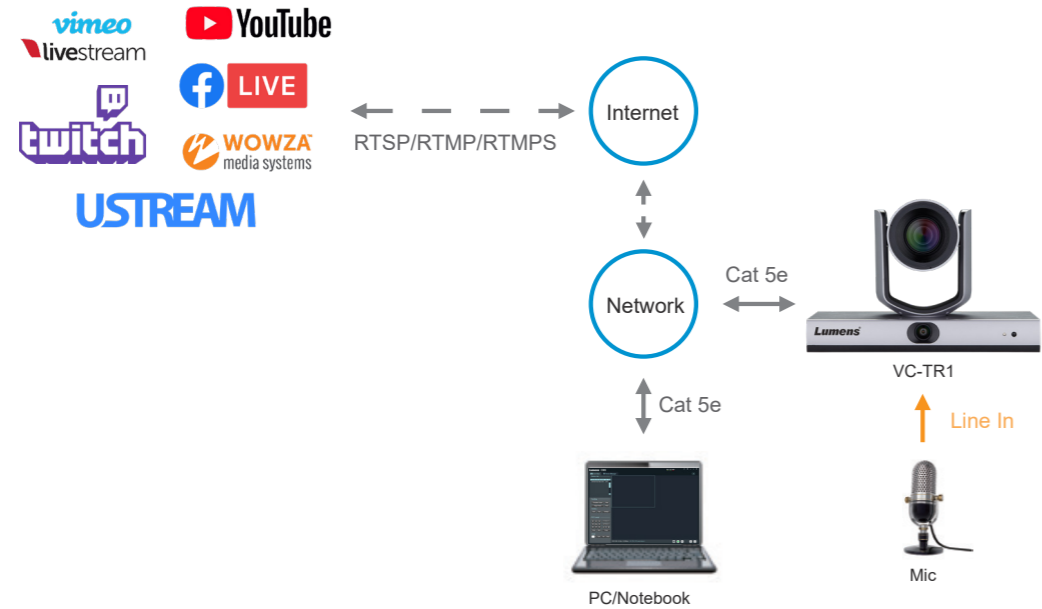 vimeo
livestream
YouTube
LIVE
twitch
WOWZA
media systems
USTREAM
RTSP/RTMP/RTMPS
Internet
Network
Cat 5e
Lumens
VC-TR1
Cat 5e
Line In
Mic
PC/Notebook